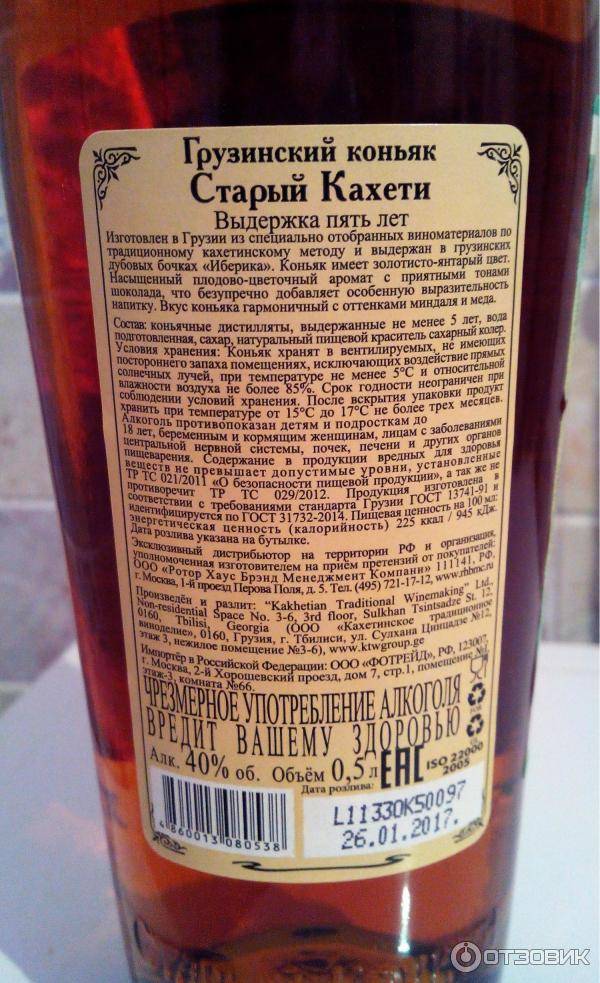 Грузинский коньяк
Старый Кахети
Выдержка пять лет
Изготовлен в Грузии из специально отобранных виноматериалов по
традиционному кахетинскому методу и выдержан в грузинских
дубовых бочках «Иберика». Коньяк имеет золотисто-янтарый цвет.
Насыщенный плодово-цветочный аромат с приятными тонами
шоколада, что безупречно добавляет особенную выразительность
напитку. Вкус коньяка гармоничный с оттенками миндаля и меда.
Состав: коньячные дистилляты, выдержанные не менее 5 лет, вода
подготовленная, сахар, натуральный пищевой краситель сахарный колер.
Условия хранения: Коньяк хранят в вентилируемых, не имеющих
постороннего запаха помещениях, исключающих воздействие прямых
солнечных лучей, при температуре не менее 5°С и относительной
влажности воздуха не более 85%. Срок годности неограничен при
соблюдении условий хранения. После вскрытия упаковки продукт
хранить при температуре от 15°С до 17°С не более трех месяцев.
Алкоголь противопоказан детям и подросткам до
18 лет, беременным и кормящим женщинам, лицам с заболеваниями
центральной нервной системы, почек, печени и других органов
пищеварения. Содержание в продукции вредных для здоровья
веществ не превышает допустимые уровни, установленные
ТР ТС 021/2011 «О безопасности пищевой продукции», а так же не
противоречит ТР ТС 029/2012. Продукция изготовлена в
соответствии с требованиями стандарта Грузии ГОСТ 13741-91 и
идентифицируется по ГОСТ 31732-2014. Пищевая ценность на 100 мл:
энергетическая ценность (калорийность) 225 ккал / 945 кДж.
Дата розлива указана на бутылке.
Эксклюзивный дистрибьютор на территории РФ и организация,
уполномоченная изготовителем на приём претензий от покупателей:
ООО «Ротор Хаус Брэнд Менеджмент Компани» 111141, РФ,
г. Москва, 1-й проезд Перова Поля, д. 5. Тел. (495) 721-17-12, www.rhbmc.ru
Произведён и разлит: "Kakhetian Traditional Winemaking" Ltd.,
Non-residential Space No. 3-6, 3rd floor, Sulkhan Tsintsadze St. 12,
0160, Tbilisi, Georgia (ООО «Кахетинское традиционное
виноделие», 0160, Грузия, г. Тбилиси, ул. Сулхана Цинцадзе №12,
этаж 3, нежилое помещение №3-6), www.ktwgroup.ge
Импортёр в Российской Федерации: ООО «ФОТРЕЙД», РФ, 123007,
г. Москва, 2-й Хорошевский проезд, дом 7, стр.1, помещение №1,
этаж-3, комната №66.
ЧРЕЗМЕРНОЕ УПОТРЕБЛЕНИЕ АЛКОГОЛЯ
ВРЕДИТ ВАШЕМУ ЗДОРОВЬЮ
Алк. 40% об. Объём 0,5 л EAC ISO 22000
2005
Дата розлива:
L11330K50097
26.01.2017.
4 860013 080538
ОТЗОВИК